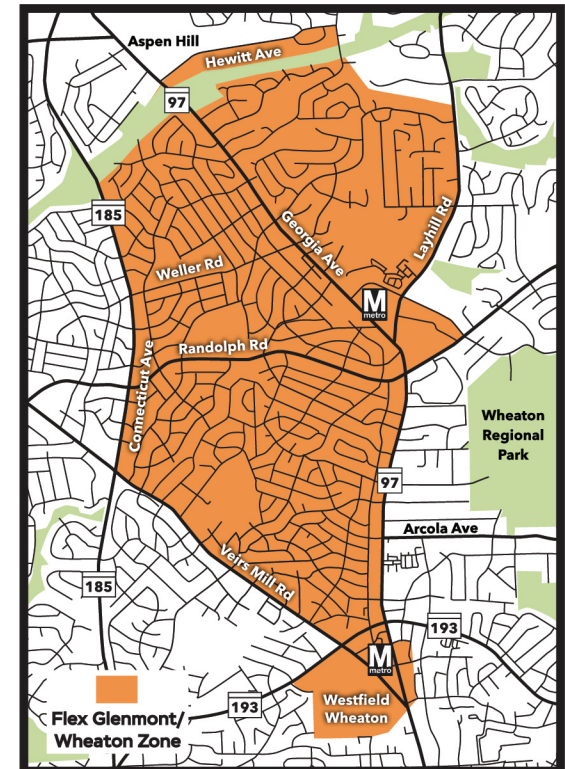 Aspen Hill
Hewitt Ave
97
185
Georgia Ave
Layhill Rd
Weller Rd
M
metro
Randolph Rd
Connecticut Ave
Wheaton
Regional
Park
97
Arcola Ave
Veirs Mill Rd
185
193
M
metro
193
Westfield
Wheaton
Flex Glenmont/
Wheaton Zone